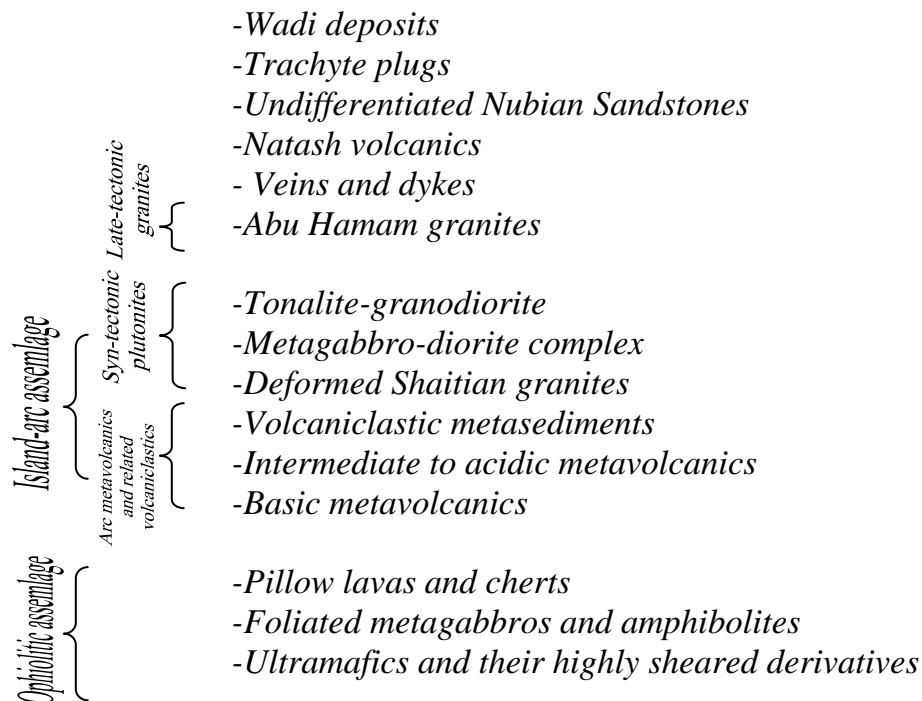 -Wadi deposits
-Trachyte plugs
-Undifferentiated Nubian Sandstones
-Natash volcanics
- Veins and dykes
Late-tectonic
granites
-Abu Hamam granites
Island-arc assemlage
Syn-tectonic
plutonites
-Tonalite-granodiorite
-Metagabbro-diorite complex
-Deformed Shaitian granites
Arc metavolcanics
and related
volcaniclastics
-Volcaniclastic metasediments
-Intermediate to acidic metavolcanics
-Basic metavolcanics
Ophiolitic assemlage
-Pillow lavas and cherts
-Foliated metagabbros and amphibolites
-Ultramafics and their highly sheared derivatives